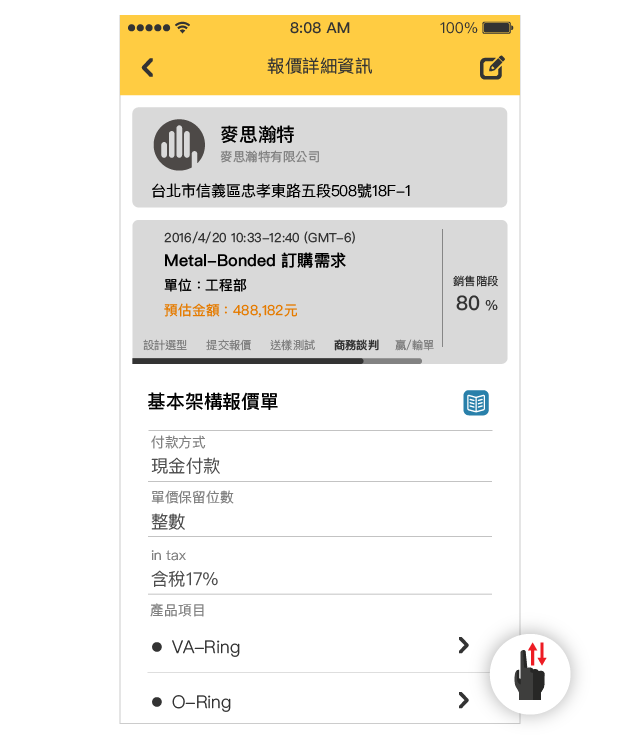 8:08 AM 100%
報價詳細資訊
麥思瀚特
麥思瀚特有限公司
台北市信義區忠孝東路五段508號18F-1
2016/4/20 10:33-12:40 (GMT-6)
Metal-Bonded 訂購需求
單位：工程部
預估金額：488,182元
銷售階段
80 %
設計選型 提交報價 送樣測試 商務談判 贏/輸單
基本架構報價單
付款方式
現金付款
單價保留位數
整數
in tax
含稅17%
產品項目
VA-Ring
O-Ring